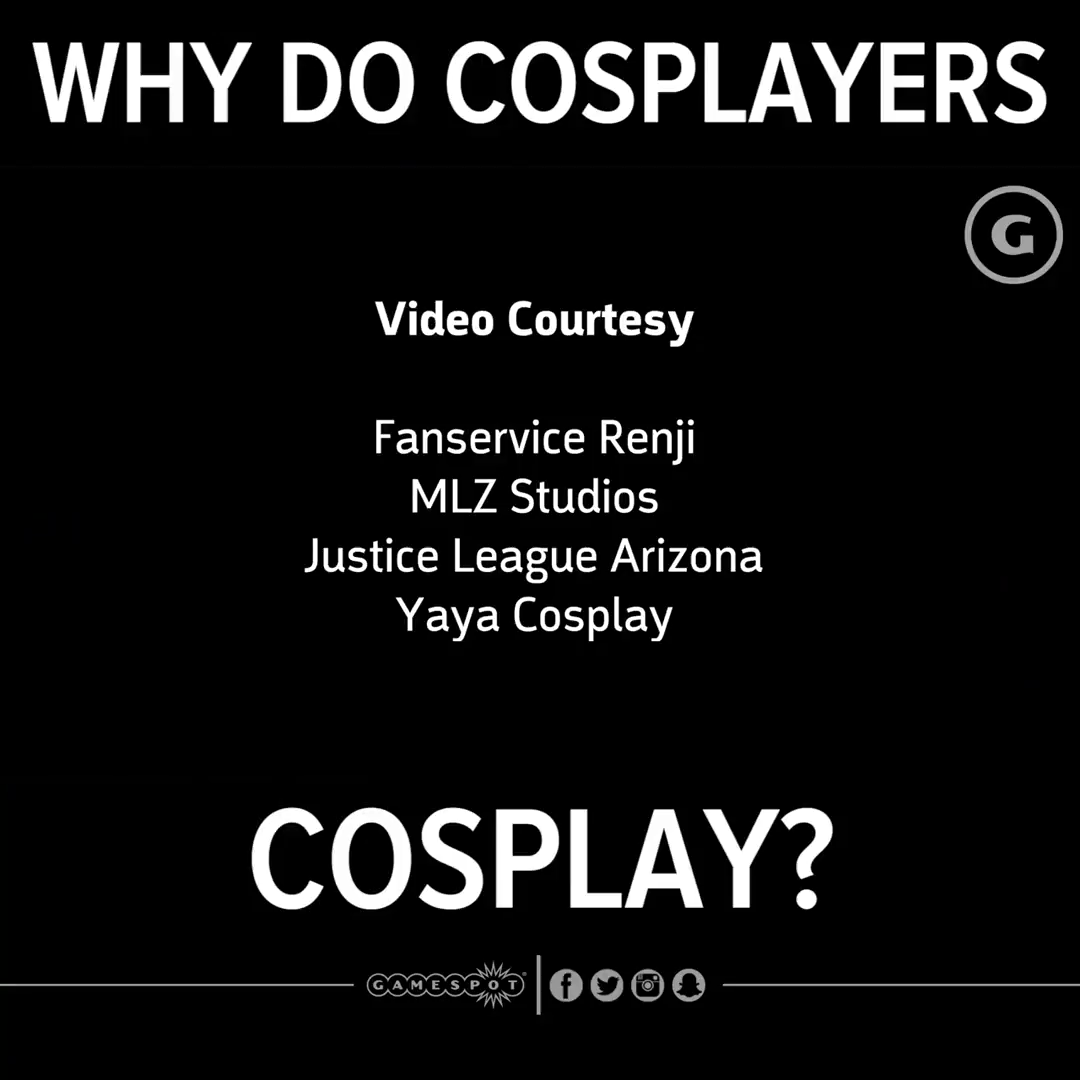 WHY DO COSPLAYERS
G
Video Courtesy
Fanservice Renji
MLZ Studios
Justice League Arizona
Yaya Cosplay
COSPLAY?
GAMESPOT